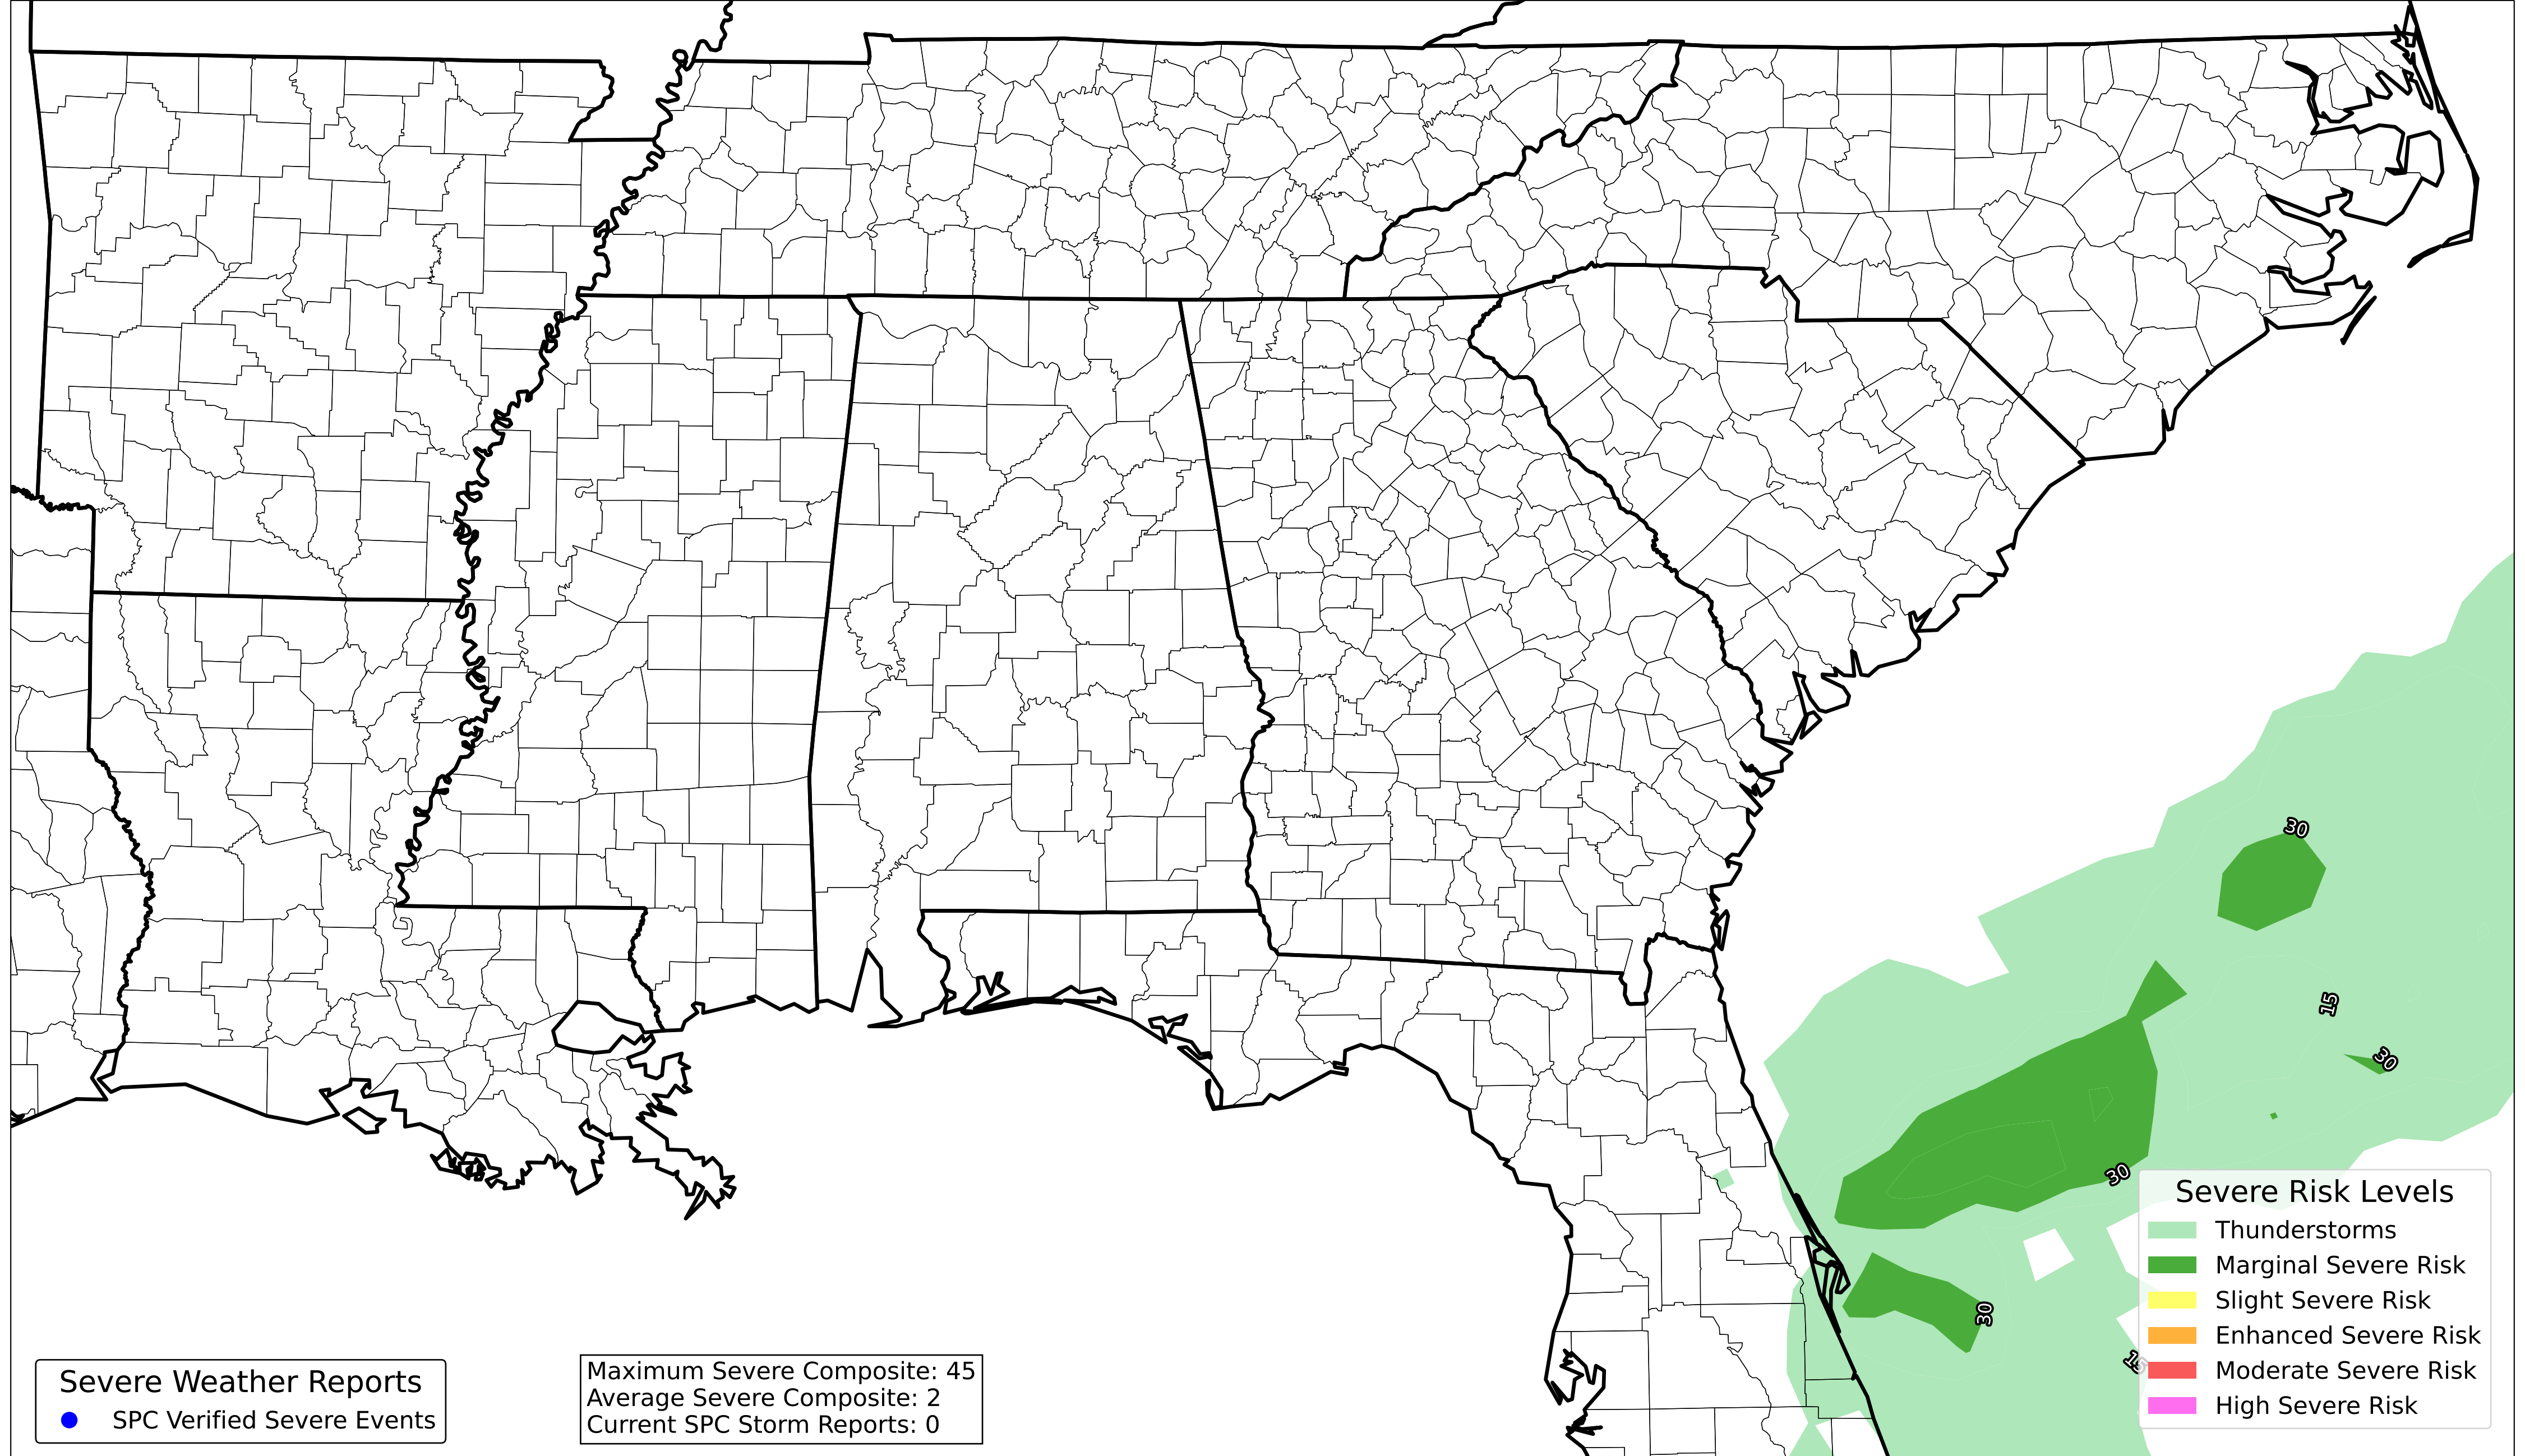 30
15
30
30
30
15
Severe Risk Levels
Thunderstorms
Marginal Severe Risk
Slight Severe Risk
Enhanced Severe Risk
Moderate Severe Risk
High Severe Risk
Severe Weather Reports
SPC Verified Severe Events
Maximum Severe Composite: 45
Average Severe Composite: 2
Current SPC Storm Reports: 0